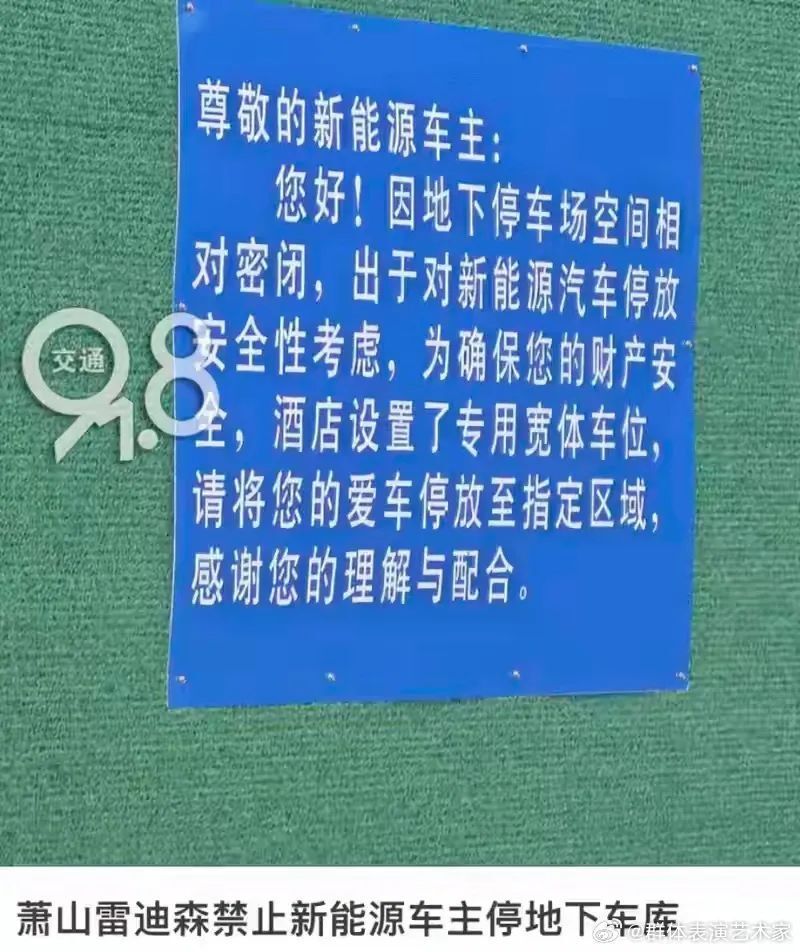 尊敬的新能源车主：
您好！因地下停车场空间相
对密闭，出于对新能源汽车停放
安全性考虑，为确保您的财产安
全，酒店设置了专用宽体车位，
请将您的爱车停放至指定区域，
感谢您的理解与配合。
交通
91.8
萧山雷迪森禁止新能源车主停地下车库
@群体表演艺术家